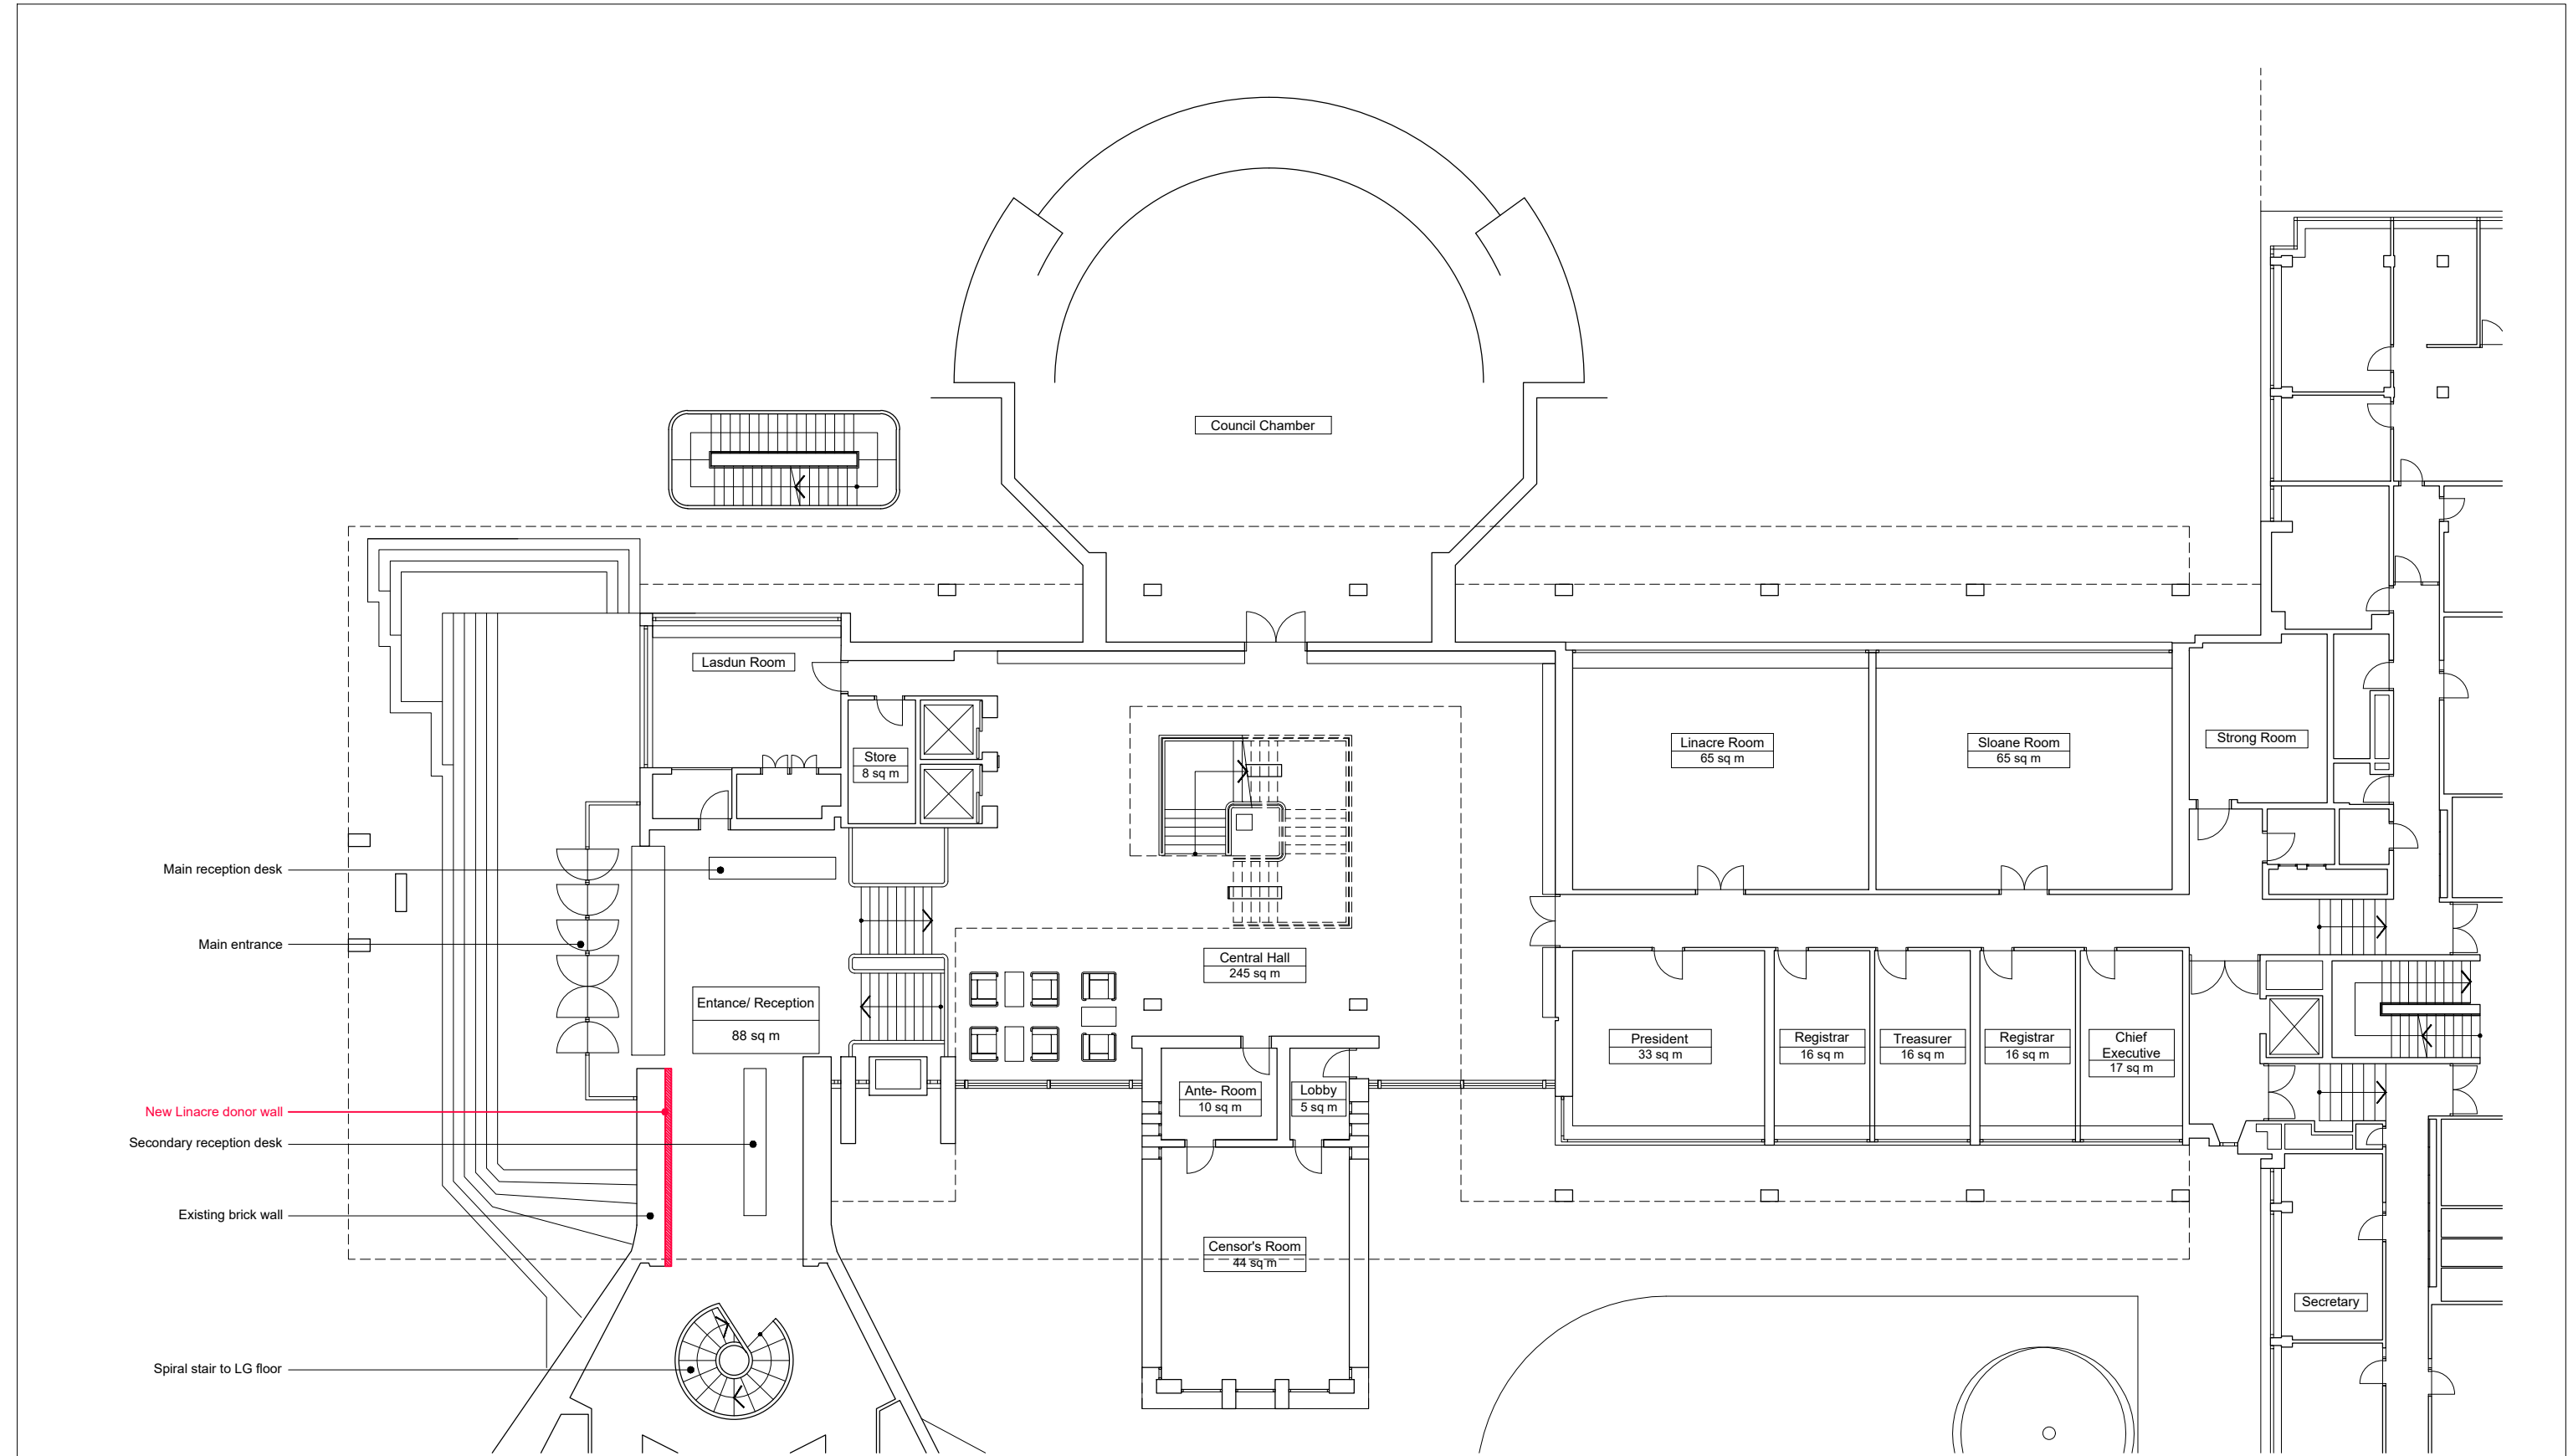 Council Chamber
Lasdun Room
Store
8 sq m
Linacre Room
65 sq m
Sloane Room
65 sq m
Strong Room
Main reception desk
Main entrance
Entance/ Reception
88 sq m
Central Hall
245 sq m
President
33 sq m
Registrar
16 sq m
Treasurer
16 sq m
Registrar
16 sq m
Chief
Executive
17 sq m
Ante- Room
10 sq m
Lobby
5 sq m
New Linacre donor wall
Secondary reception desk
Existing brick wall
Censor's Room
44 sq m
Secretary
Spiral stair to LG floor